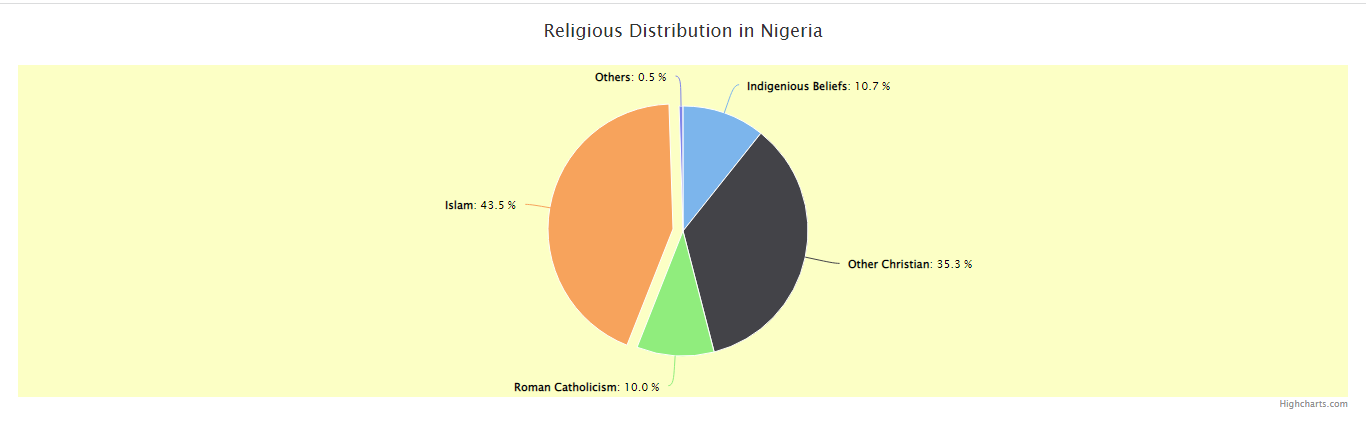 Religious Distribution in Nigeria
Others: 0.5 %
Indigenious Beliefs: 10.7 %
Islam: 43.5 %
Other Christian: 35.3 %
Roman Catholicism: 10.0 %
Highcharts.com